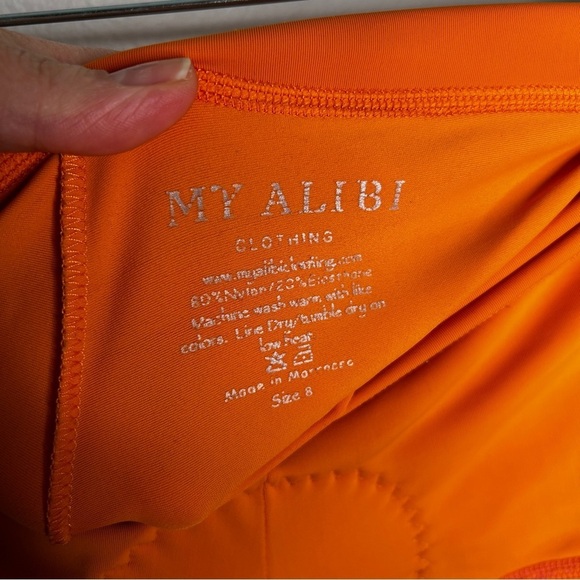 MY ALIBI
CLOTHING
www.myalibiclothing.com
80%Nylon/20%Elastane
Machine wash warm with like
colors. Line Dry/tumble dry on
low heat
Made in Morrocco
Size 8